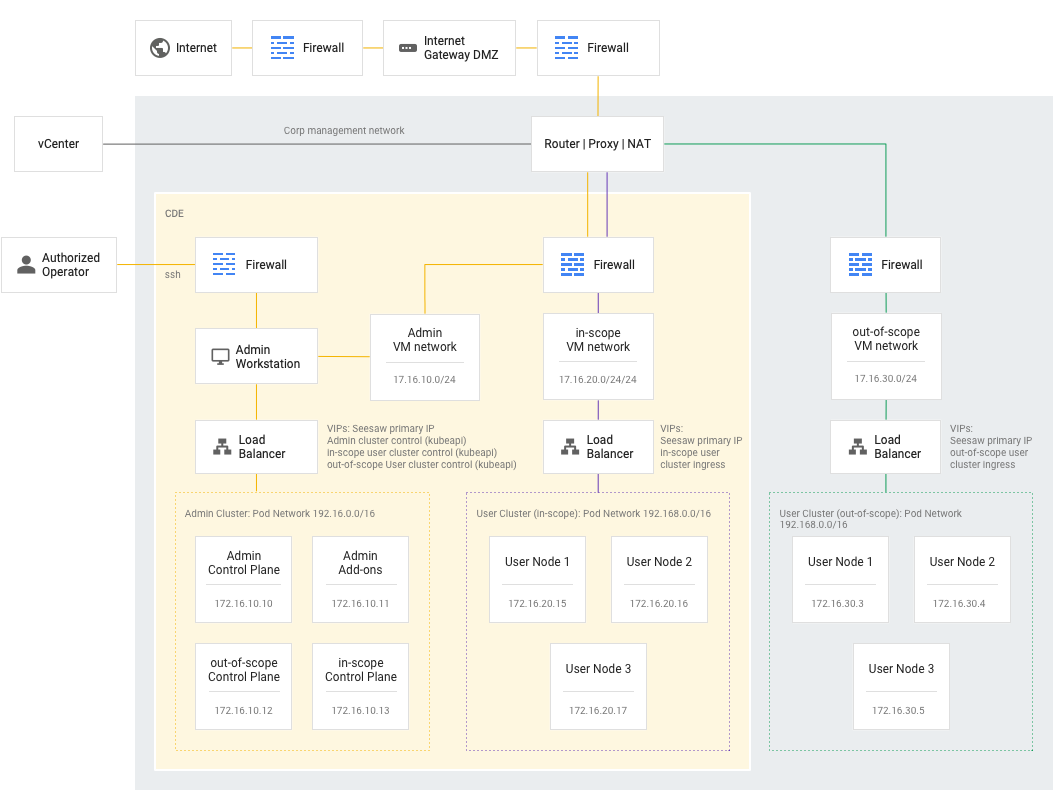 Internet
Firewall
Internet
Gateway DMZ
Firewall
vCenter
Corp management network
Router | Proxy | NAT
CDE
Authorized
Operator
ssh
Firewall
Firewall
Firewall
Admin
Workstation
Admin
VM network
17.16.10.0/24
in-scope
VM network
17.16.20.0/24/24
out-of-scope
VM network
17.16.30.0/24
Load
Balancer
VIPs: Seesaw primary IP
Admin cluster control (kubeapi)
in-scope user cluster control (kubeapi)
out-of-scope User cluster control (kubeapi)
Load
Balancer
VIPs:
Seesaw primary IP
in-scope user
cluster ingress
Load
Balancer
VIPs:
Seesaw primary IP
out-of-scope user
cluster ingress
Admin Cluster: Pod Network 192.16.0.0/16
Admin
Control Plane
172.16.10.10
Admin
Add-ons
172.16.10.11
out-of-scope
Control Plane
172.16.10.12
in-scope
Control Plane
172.16.10.13
User Cluster (in-scope): Pod Network 192.168.0.0/16
User Node 1
172.16.20.15
User Node 2
172.16.20.16
User Node 3
172.16.20.17
User Cluster (out-of-scope): Pod Network
192.168.0.0/16
User Node 1
172.16.30.3
User Node 2
172.16.30.4
User Node 3
172.16.30.5